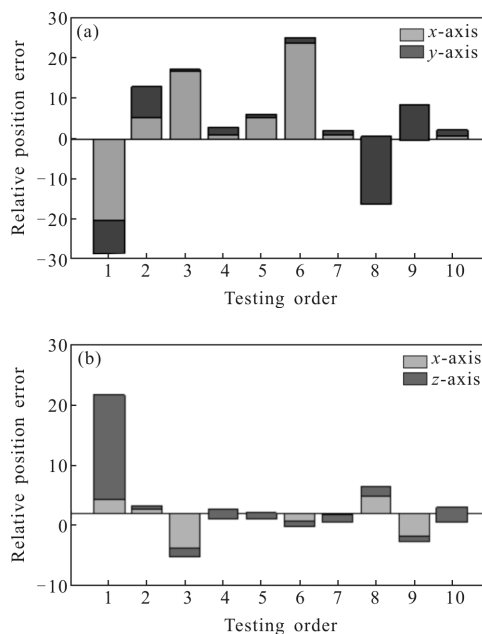 (a)
x-axis
y-axis
Relative position error
30
20
10
0
−10
−20
−30
1 2 3 4 5 6 7 8 9 10
Testing order
(b)
x-axis
z-axis
Relative position error
30
20
10
0
−10
1 2 3 4 5 6 7 8 9 10
Testing order